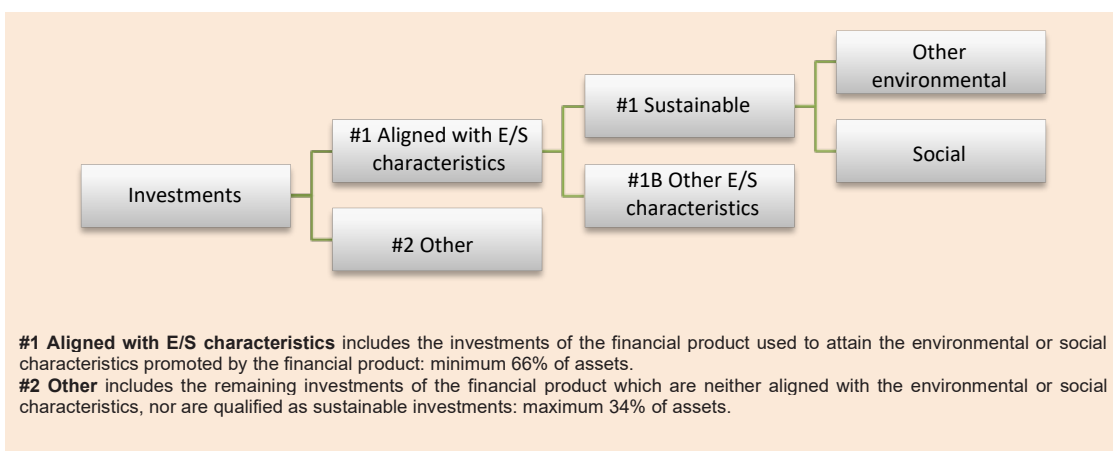 Other
environmental
#1 Sustainable
#1 Aligned with E/S
characteristics
Social
Investments
#1B Other E/S
characteristics
#2 Other
#1 Aligned with E/S characteristics includes the investments of the financial product used to attain the environmental or social
characteristics promoted by the financial product: minimum 66% of assets.
#2 Other includes the remaining investments of the financial product which are neither aligned with the environmental or social
characteristics, nor are qualified as sustainable investments: maximum 34% of assets.